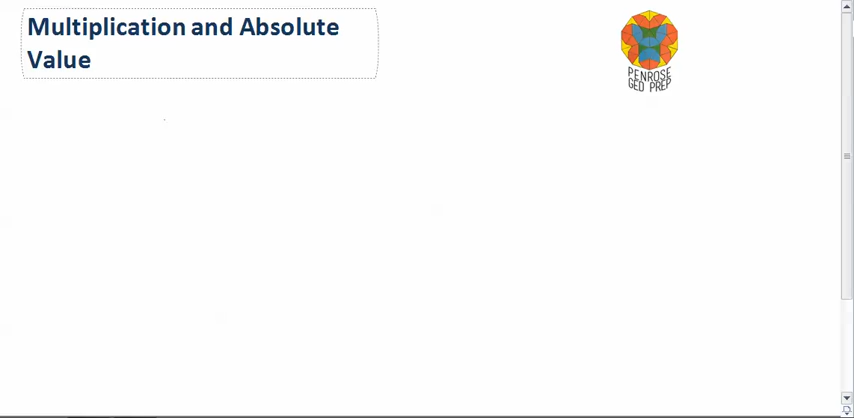 Multiplication and Absolute
Value
PENROSE
GED PREP